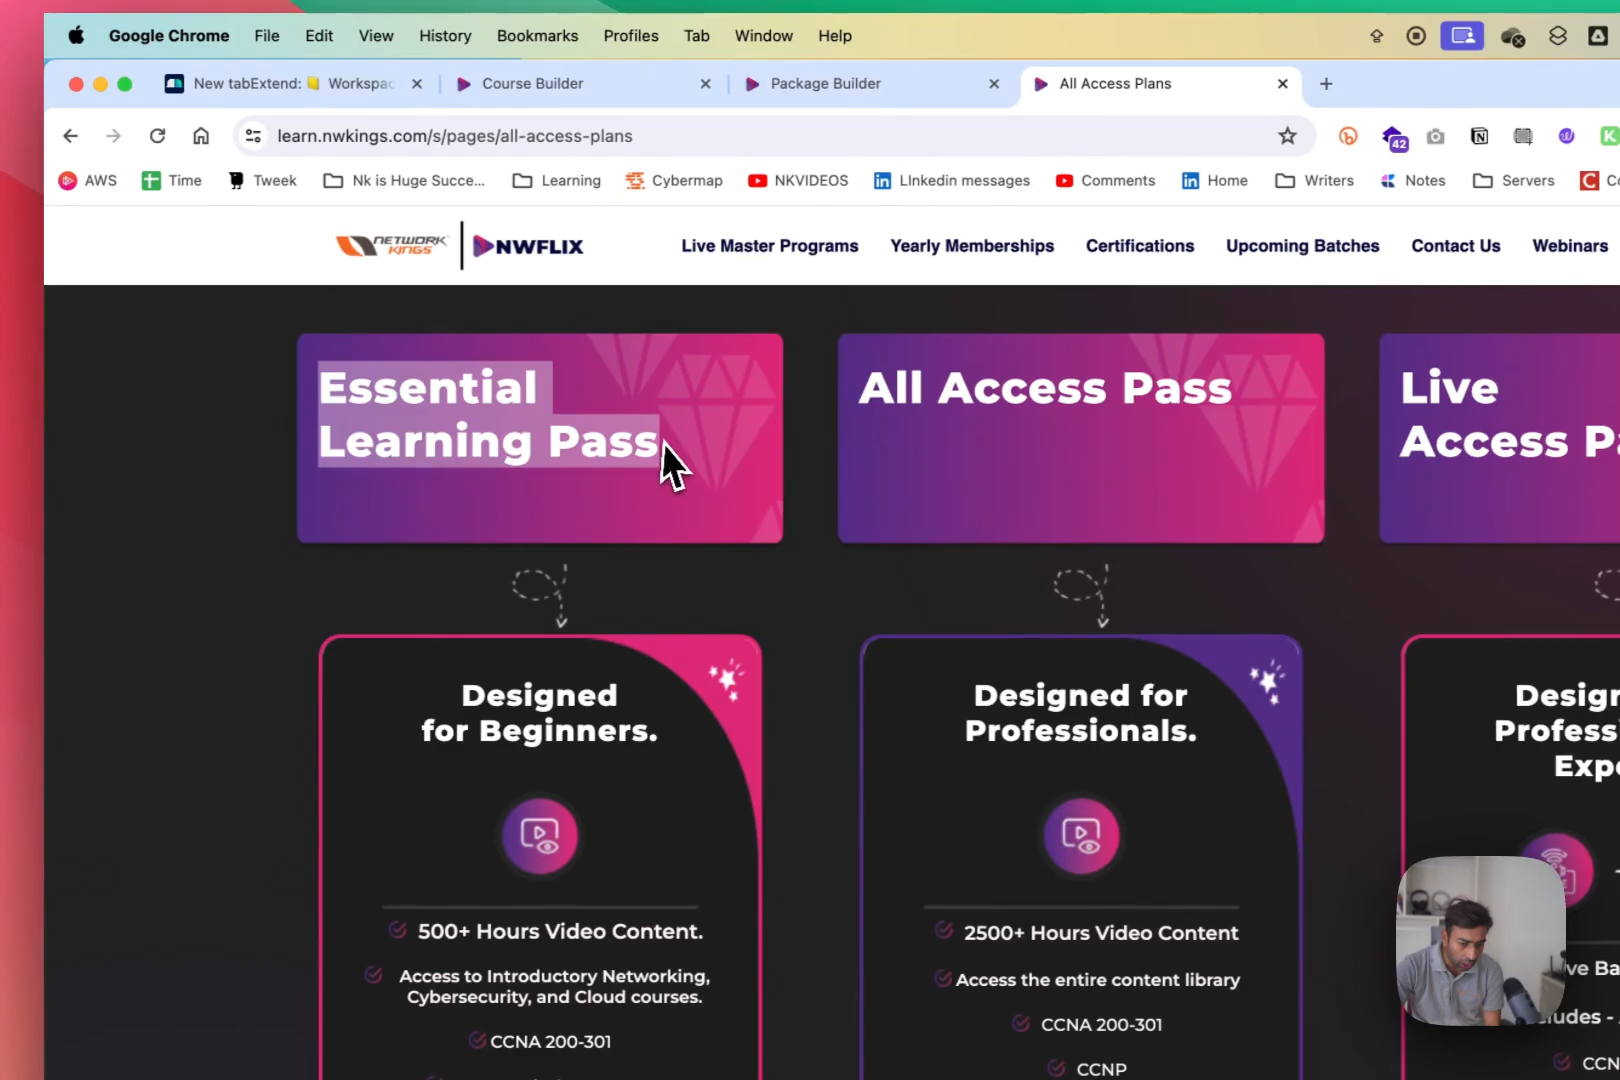 Google Chrome File Edit View History Bookmarks Profiles Tab Window Help
New tabExtend: Workspac Course Builder Package Builder All Access Plans
learn.nwkings.com/s/pages/all-access-plans
42
AWS Time Tweek Nk is Huge Succe... Learning Cybermap NKVIDEOS LInkedin messages Comments Home Writers Notes Servers
NETWORK KINGS NWFLIX Live Master Programs Yearly Memberships Certifications Upcoming Batches Contact Us Webinars
Essential
Learning Pass
All Access Pass
Live
Access
Designed
for Beginners.
500+ Hours Video Content.
Access to Introductory Networking,
Cybersecurity, and Cloud courses.
CCNA 200-301
Designed for
Professionals.
2500+ Hours Video Content
Access the entire content library
CCNA 200-301
CCNP